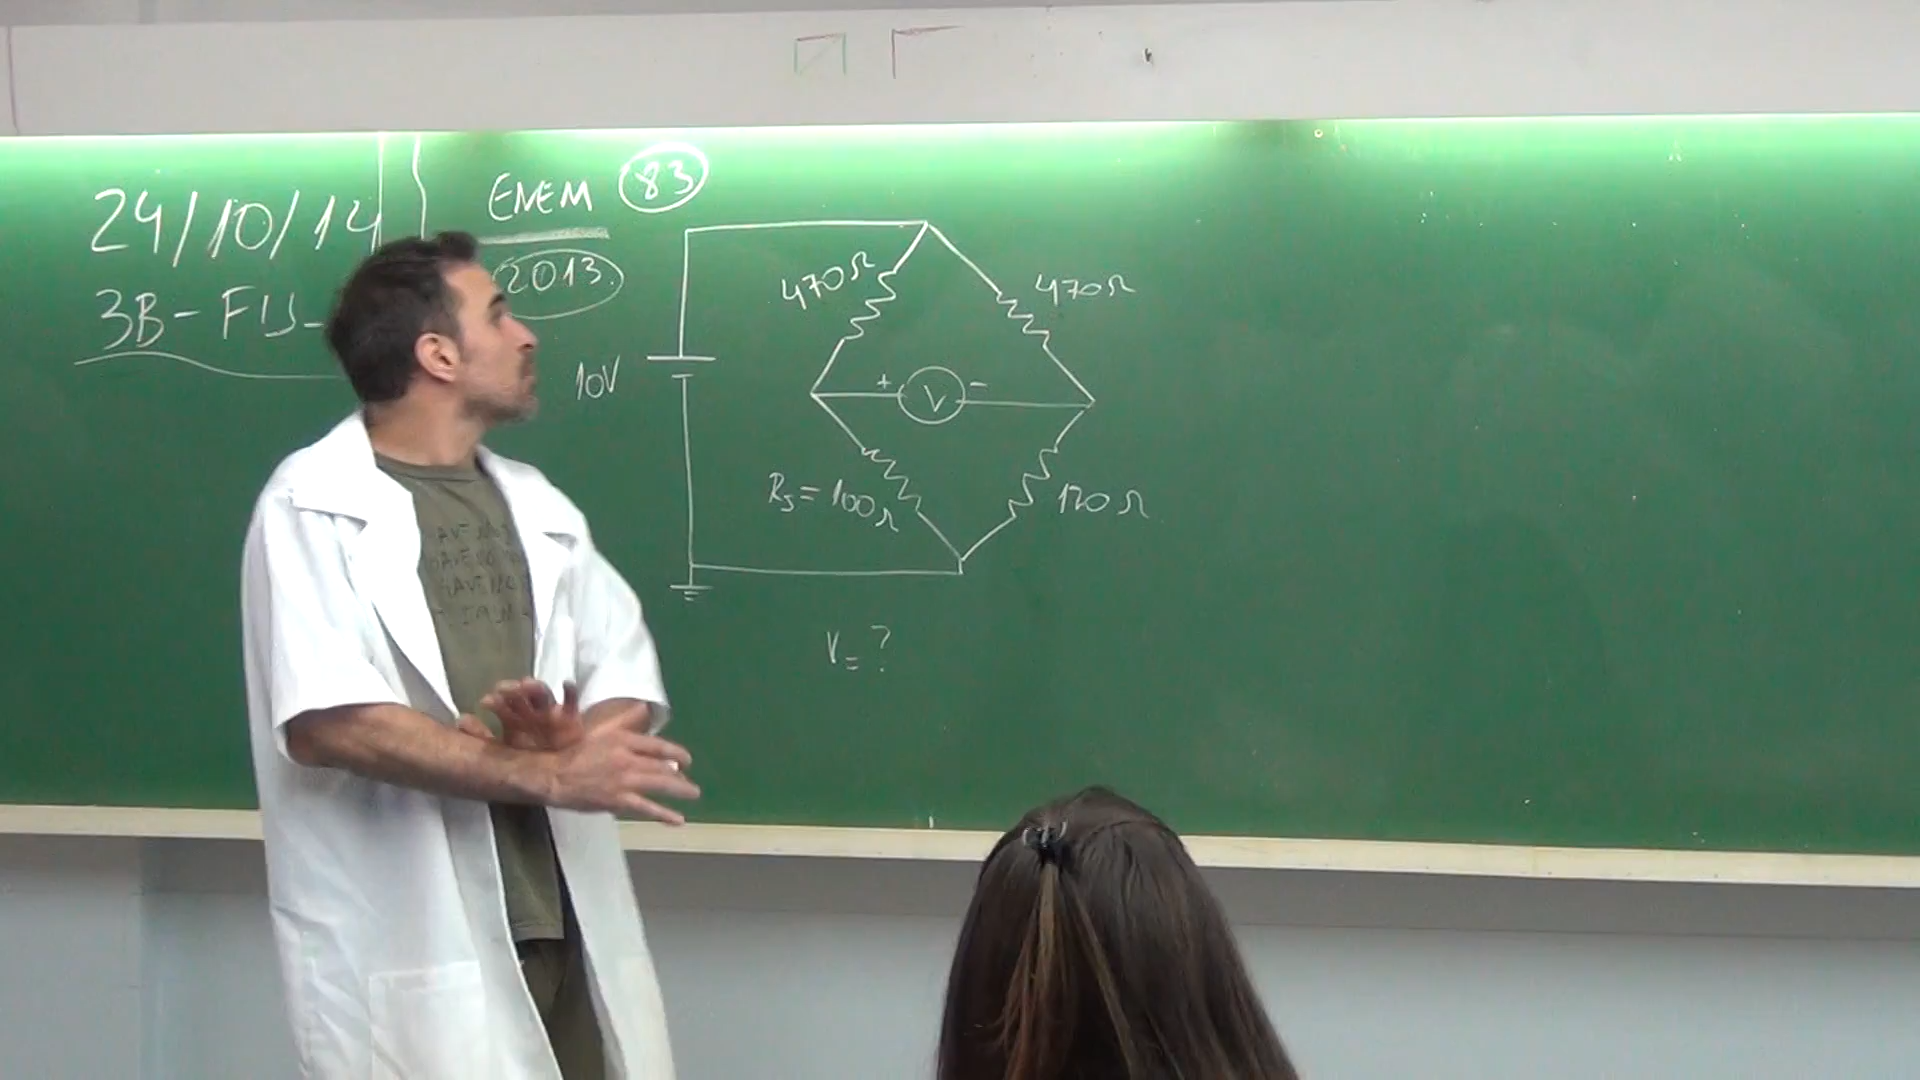 24/10/14
3B - FIS
ENEM 83
2013.
470Ω
470Ω
10V
+ V -
Rs = 100Ω
120Ω
V = ?